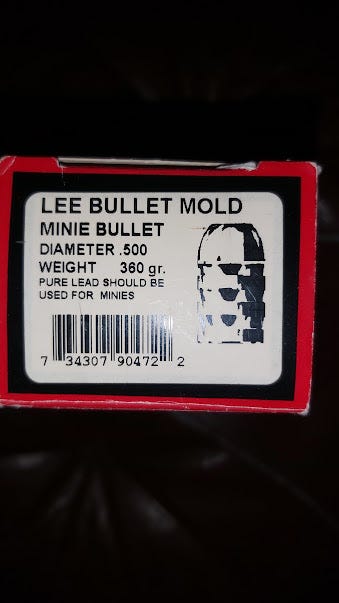 LEE BULLET MOLD
MINIE BULLET
DIAMETER .500
WEIGHT 360 gr.
PURE LEAD SHOULD BE
USED FOR MINIES
7 34307 90472 2